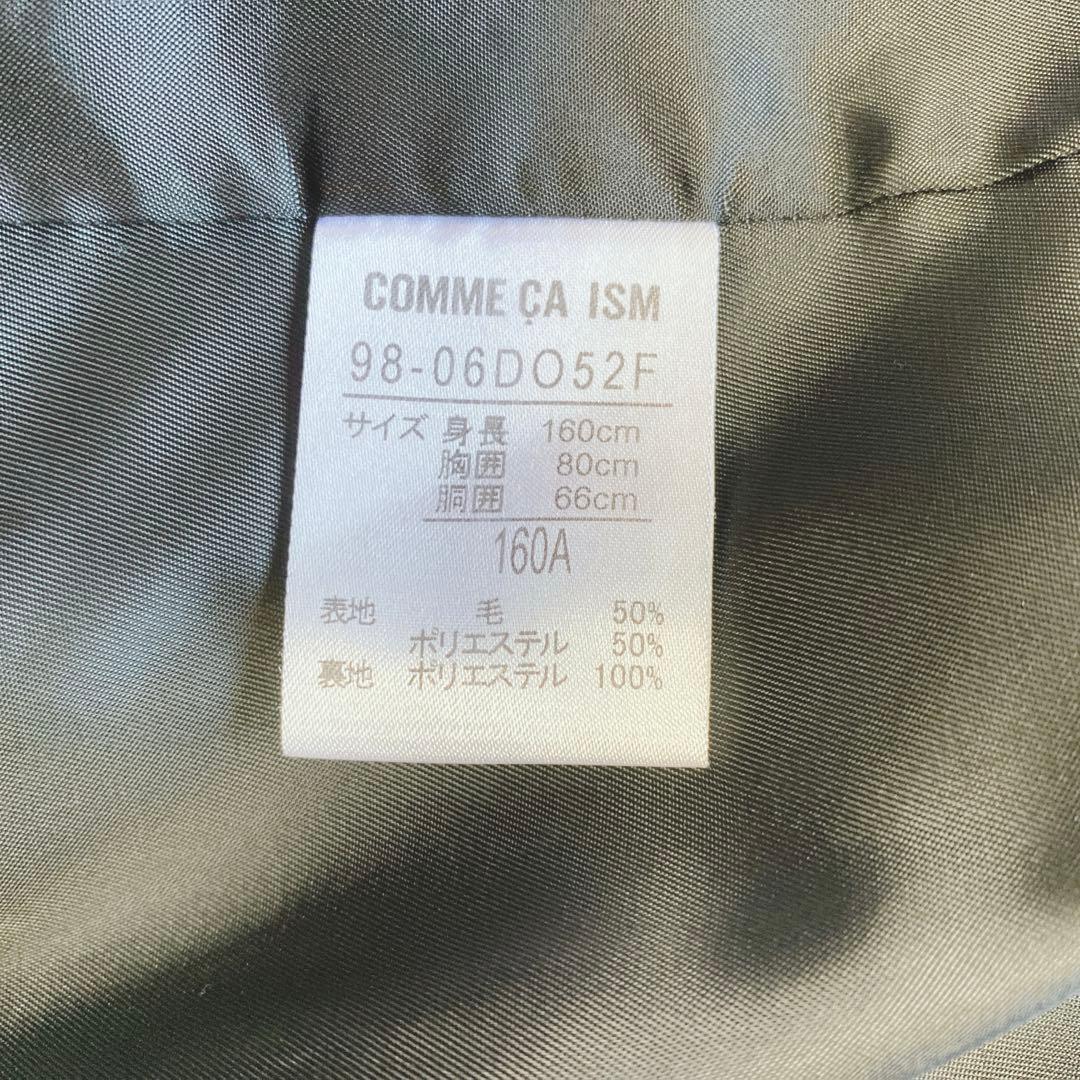 COMME ÇA ISM
98-06DO52F
サイズ 身長 160cm
胸囲 80cm
胴囲 66cm
160A
表地 毛 50%
ポリエステル 50%
裏地 ポリエステル 100%